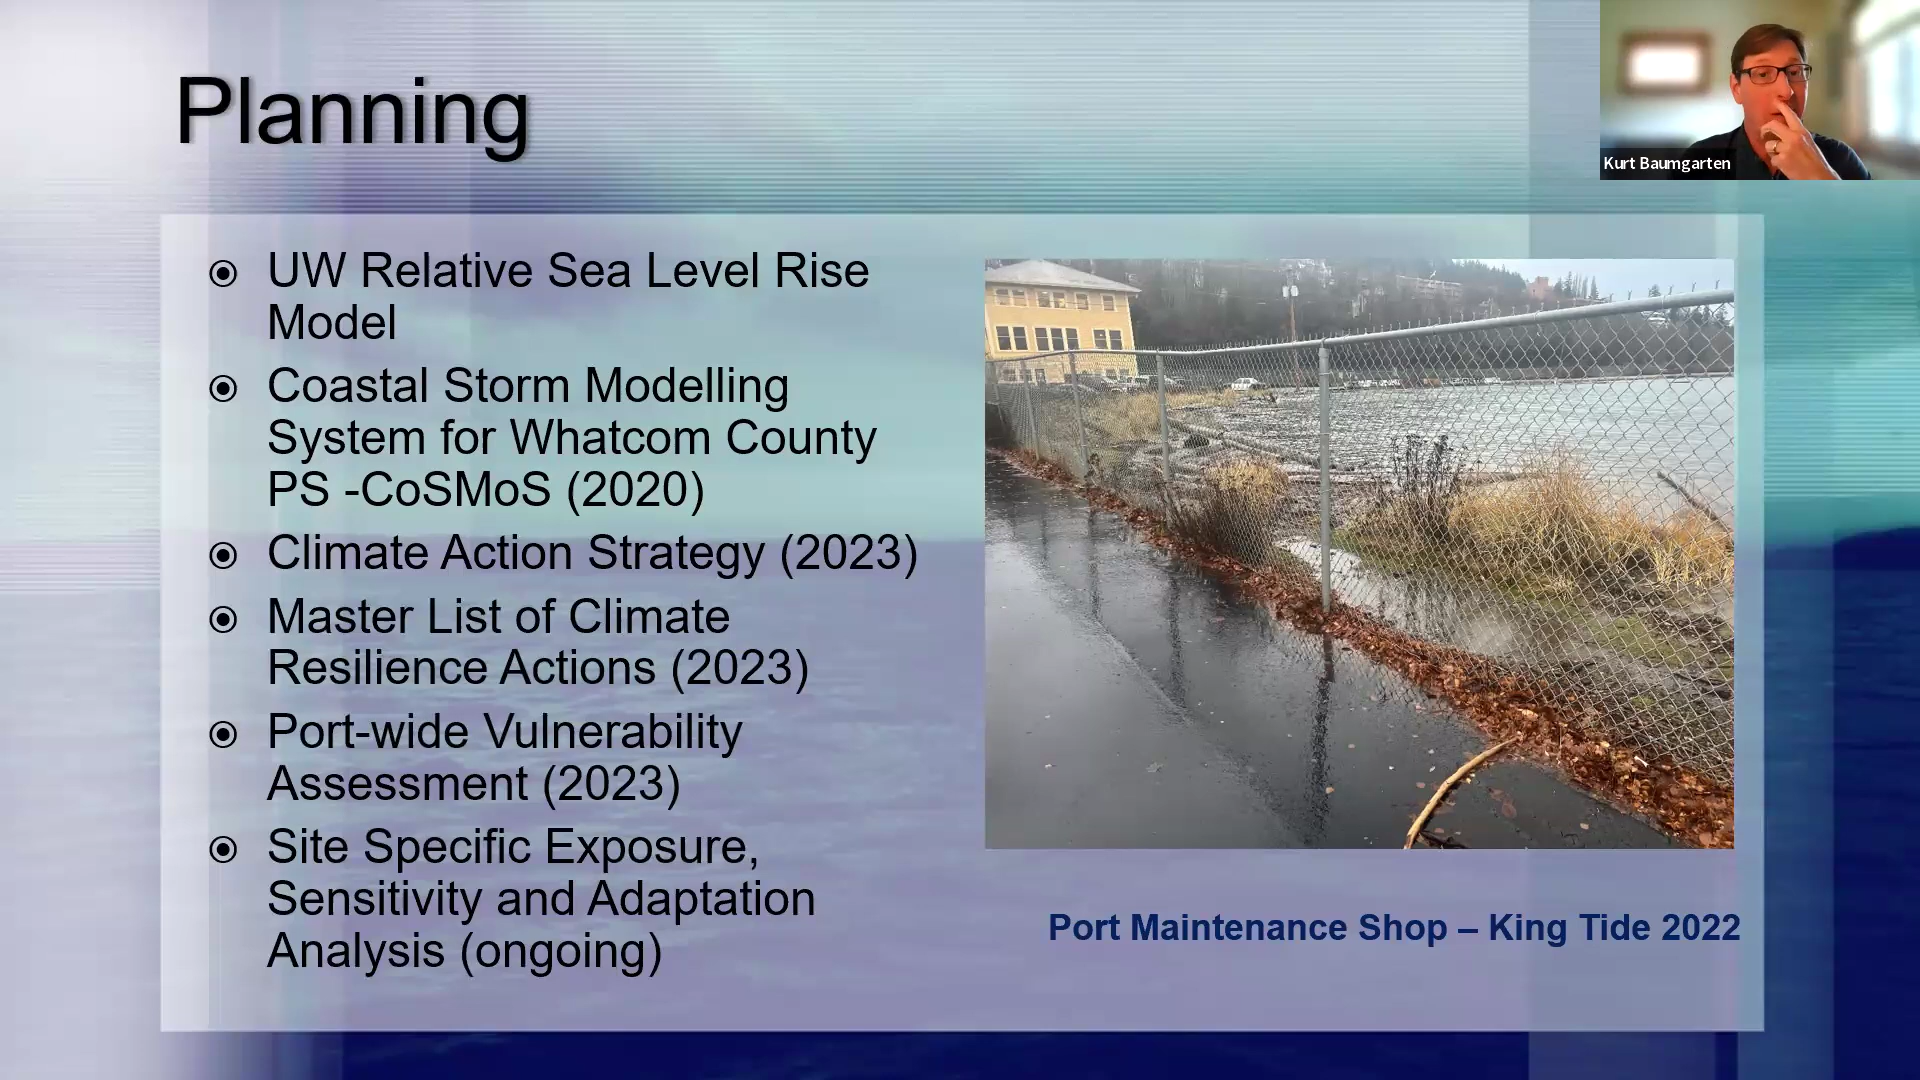 Planning
Kurt Baumgarten
UW Relative Sea Level Rise
Model
Coastal Storm Modelling
System for Whatcom County
PS -CoSMoS (2020)
Climate Action Strategy (2023)
Master List of Climate
Resilience Actions (2023)
Port-wide Vulnerability
Assessment (2023)
Site Specific Exposure,
Sensitivity and Adaptation
Analysis (ongoing)
Port Maintenance Shop – King Tide 2022